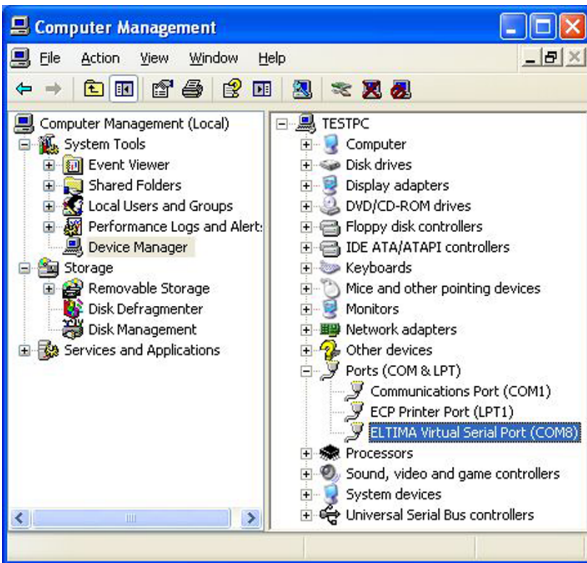 Computer Management
File Action View Window Help
Computer Management (Local)
System Tools
Event Viewer
Shared Folders
Local Users and Groups
Performance Logs and Alert
Device Manager
Storage
Removable Storage
Disk Defragmenter
Disk Management
Services and Applications
TESTPC
Computer
Disk drives
Display adapters
DVD/CD-ROM drives
Floppy disk controllers
IDE ATA/ATAPI controllers
Keyboards
Mice and other pointing devices
Monitors
Network adapters
Other devices
Ports (COM & LPT)
Communications Port (COM1)
ECP Printer Port (LPT1)
ELTIMA Virtual Serial Port (COM8)
Processors
Sound, video and game controllers
System devices
Universal Serial Bus controllers